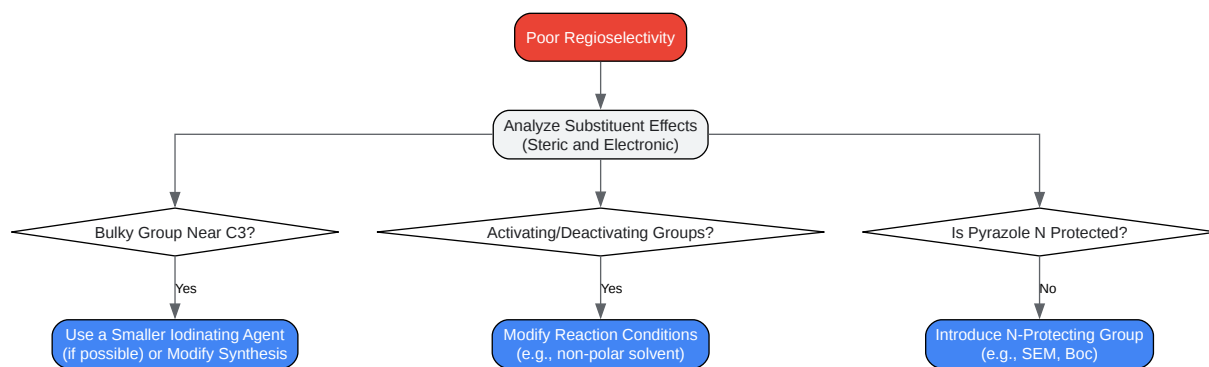 Poor Regioselectivity
Analyze Substituent Effects
(Steric and Electronic)
Bulky Group Near C3?
Activating/Deactivating Groups?
Is Pyrazole N Protected?
Yes
Yes
No
Use a Smaller Iodinating Agent
(if possible) or Modify Synthesis
Modify Reaction Conditions
(e.g., non-polar solvent)
Introduce N-Protecting Group
(e.g., SEM, Boc)